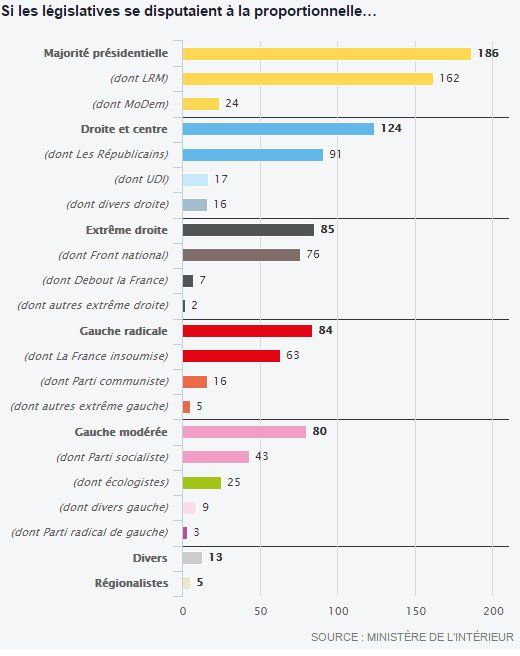 Si les législatives se disputaient à la proportionnelle…
Majorité présidentielle 186
(dont LRM) 162
(dont MoDem) 24
Droite et centre 124
(dont Les Républicains) 91
(dont UDI) 17
(dont divers droite) 16
Extrême droite 85
(dont Front national) 76
(dont Debout la France) 7
(dont autres extrême droite) 2
Gauche radicale 84
(dont La France insoumise) 63
(dont Parti communiste) 16
(dont autres extrême gauche) 5
Gauche modérée 80
(dont Parti socialiste) 43
(dont écologistes) 25
(dont divers gauche) 9
(dont Parti radical de gauche) 3
Divers 13
Régionalistes 5
0 50 100 150 200
SOURCE : MINISTÈRE DE L'INTÉRIEUR